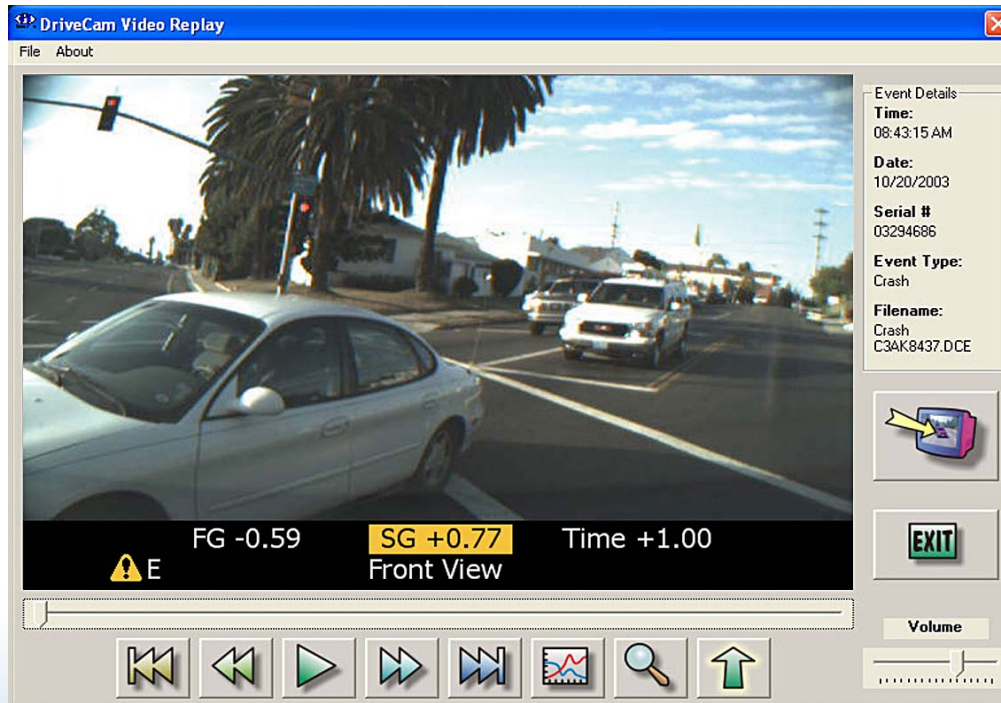 DriveCam Video Replay
File About
Event Details
Time:
08:43:15 AM
Date:
10/20/2003
Serial #
03294686
Event Type:
Crash
Filename:
Crash
C3AK8437.DCE
FG -0.59 SG +0.77 Time +1.00
E Front View
EXIT
Volume